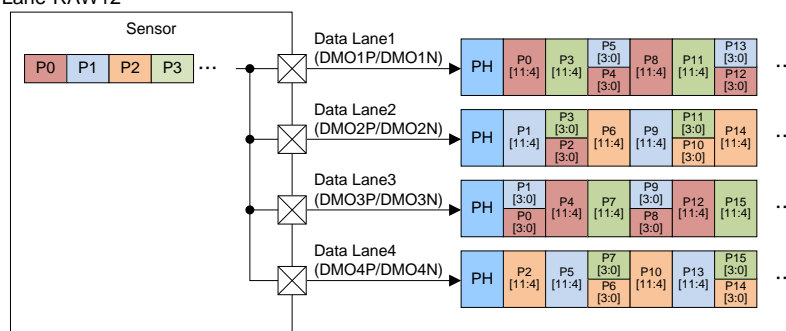 Lane RAW12
Sensor
P0 P1 P2 P3 ...
Data Lane1
(DMO1P/DMO1N)
PH P0 [11:4] P3 [11:4] P5 [3:0] P4 [3:0] P8 [11:4] P11 [11:4] P13 [3:0] P12 [3:0] ..
Data Lane2
(DMO2P/DMO2N)
PH P1 [11:4] P3 [3:0] P2 [3:0] P6 [11:4] P9 [11:4] P11 [3:0] P10 [3:0] P14 [11:4] ..
Data Lane3
(DMO3P/DMO3N)
PH P1 [3:0] P0 [3:0] P4 [11:4] P7 [11:4] P9 [3:0] P8 [3:0] P12 [11:4] P15 [11:4] ..
Data Lane4
(DMO4P/DMO4N)
PH P2 [11:4] P5 [11:4] P7 [3:0] P6 [3:0] P10 [11:4] P13 [11:4] P15 [3:0] P14 [3:0] ..